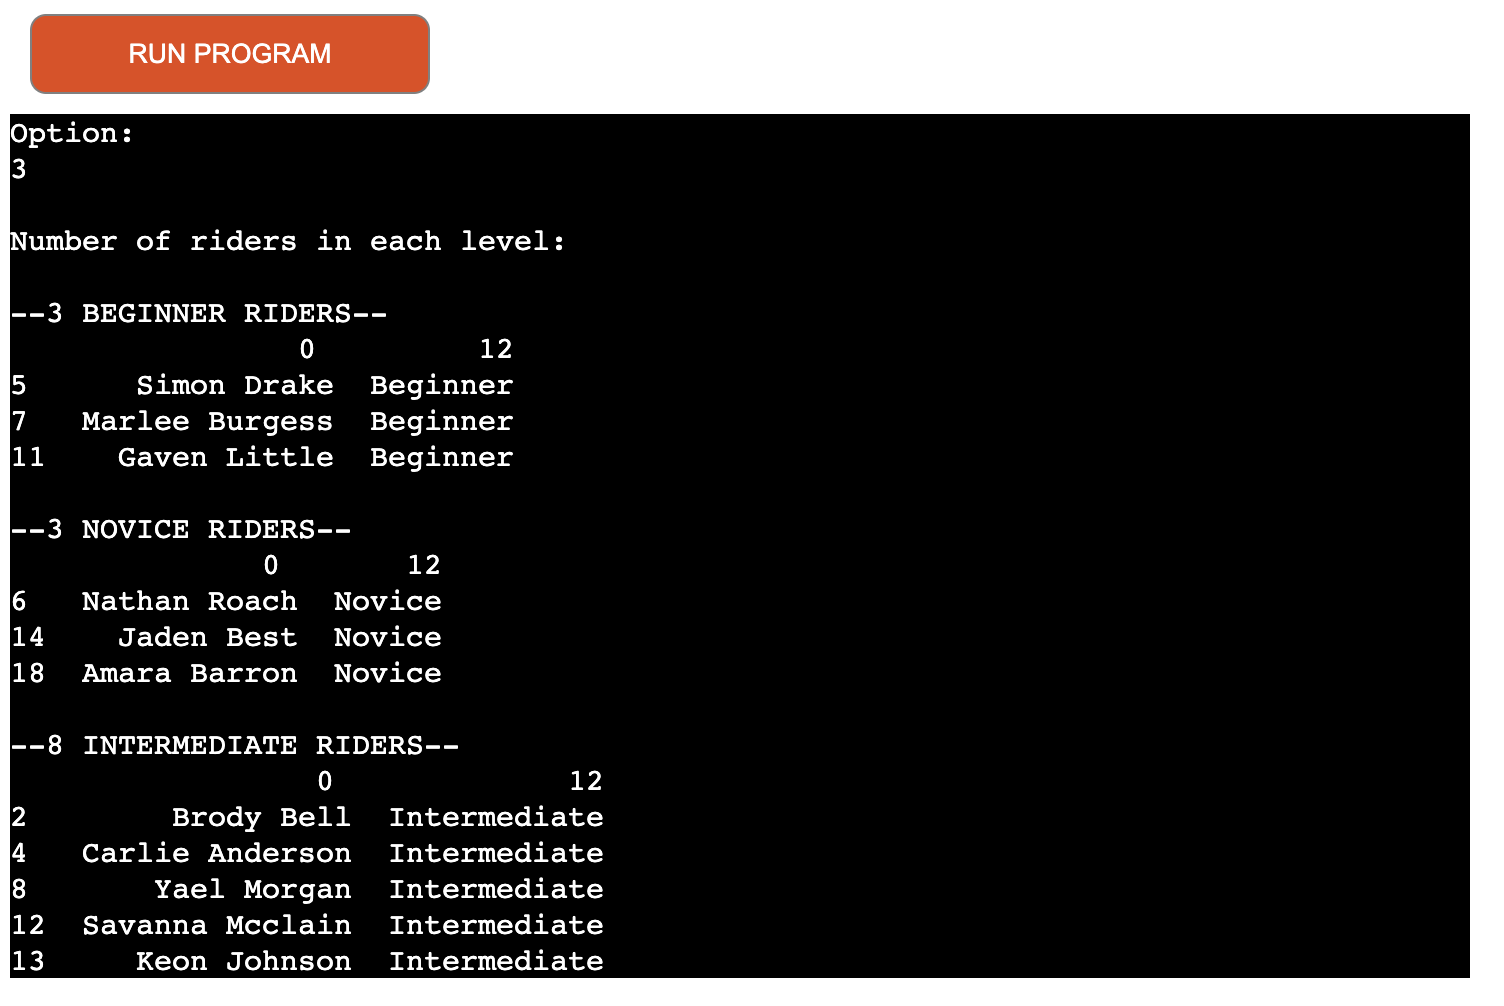 RUN PROGRAM
Option:
3
Number of riders in each level:
--3 BEGINNER RIDERS--
0 12
5 Simon Drake Beginner
7 Marlee Burgess Beginner
11 Gaven Little Beginner
--3 NOVICE RIDERS--
0 12
6 Nathan Roach Novice
14 Jaden Best Novice
18 Amara Barron Novice
--8 INTERMEDIATE RIDERS--
0 12
2 Brody Bell Intermediate
4 Carlie Anderson Intermediate
8 Yael Morgan Intermediate
12 Savanna Mcclain Intermediate
13 Keon Johnson Intermediate